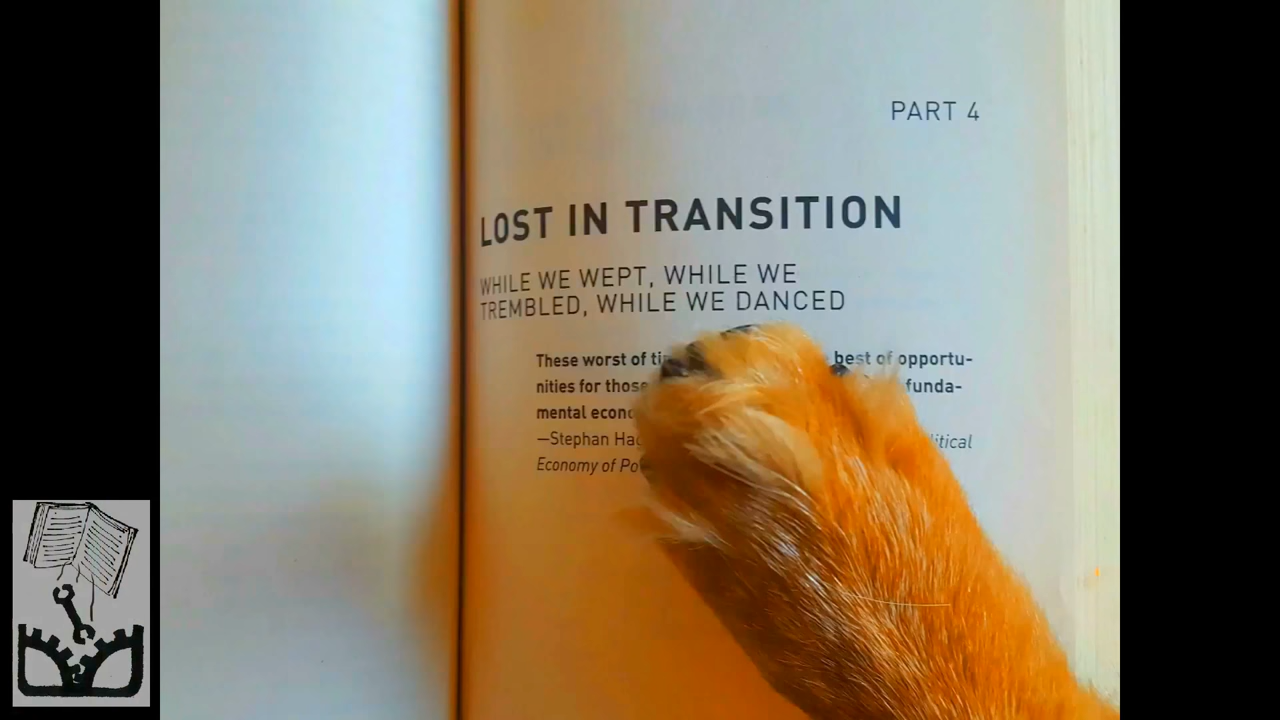 PART 4
LOST IN TRANSITION
WHILE WE WEPT, WHILE WE
TREMBLED, WHILE WE DANCED
These worst of best of opportu-
nities for those funda-
mental
—Stephan
Economy of